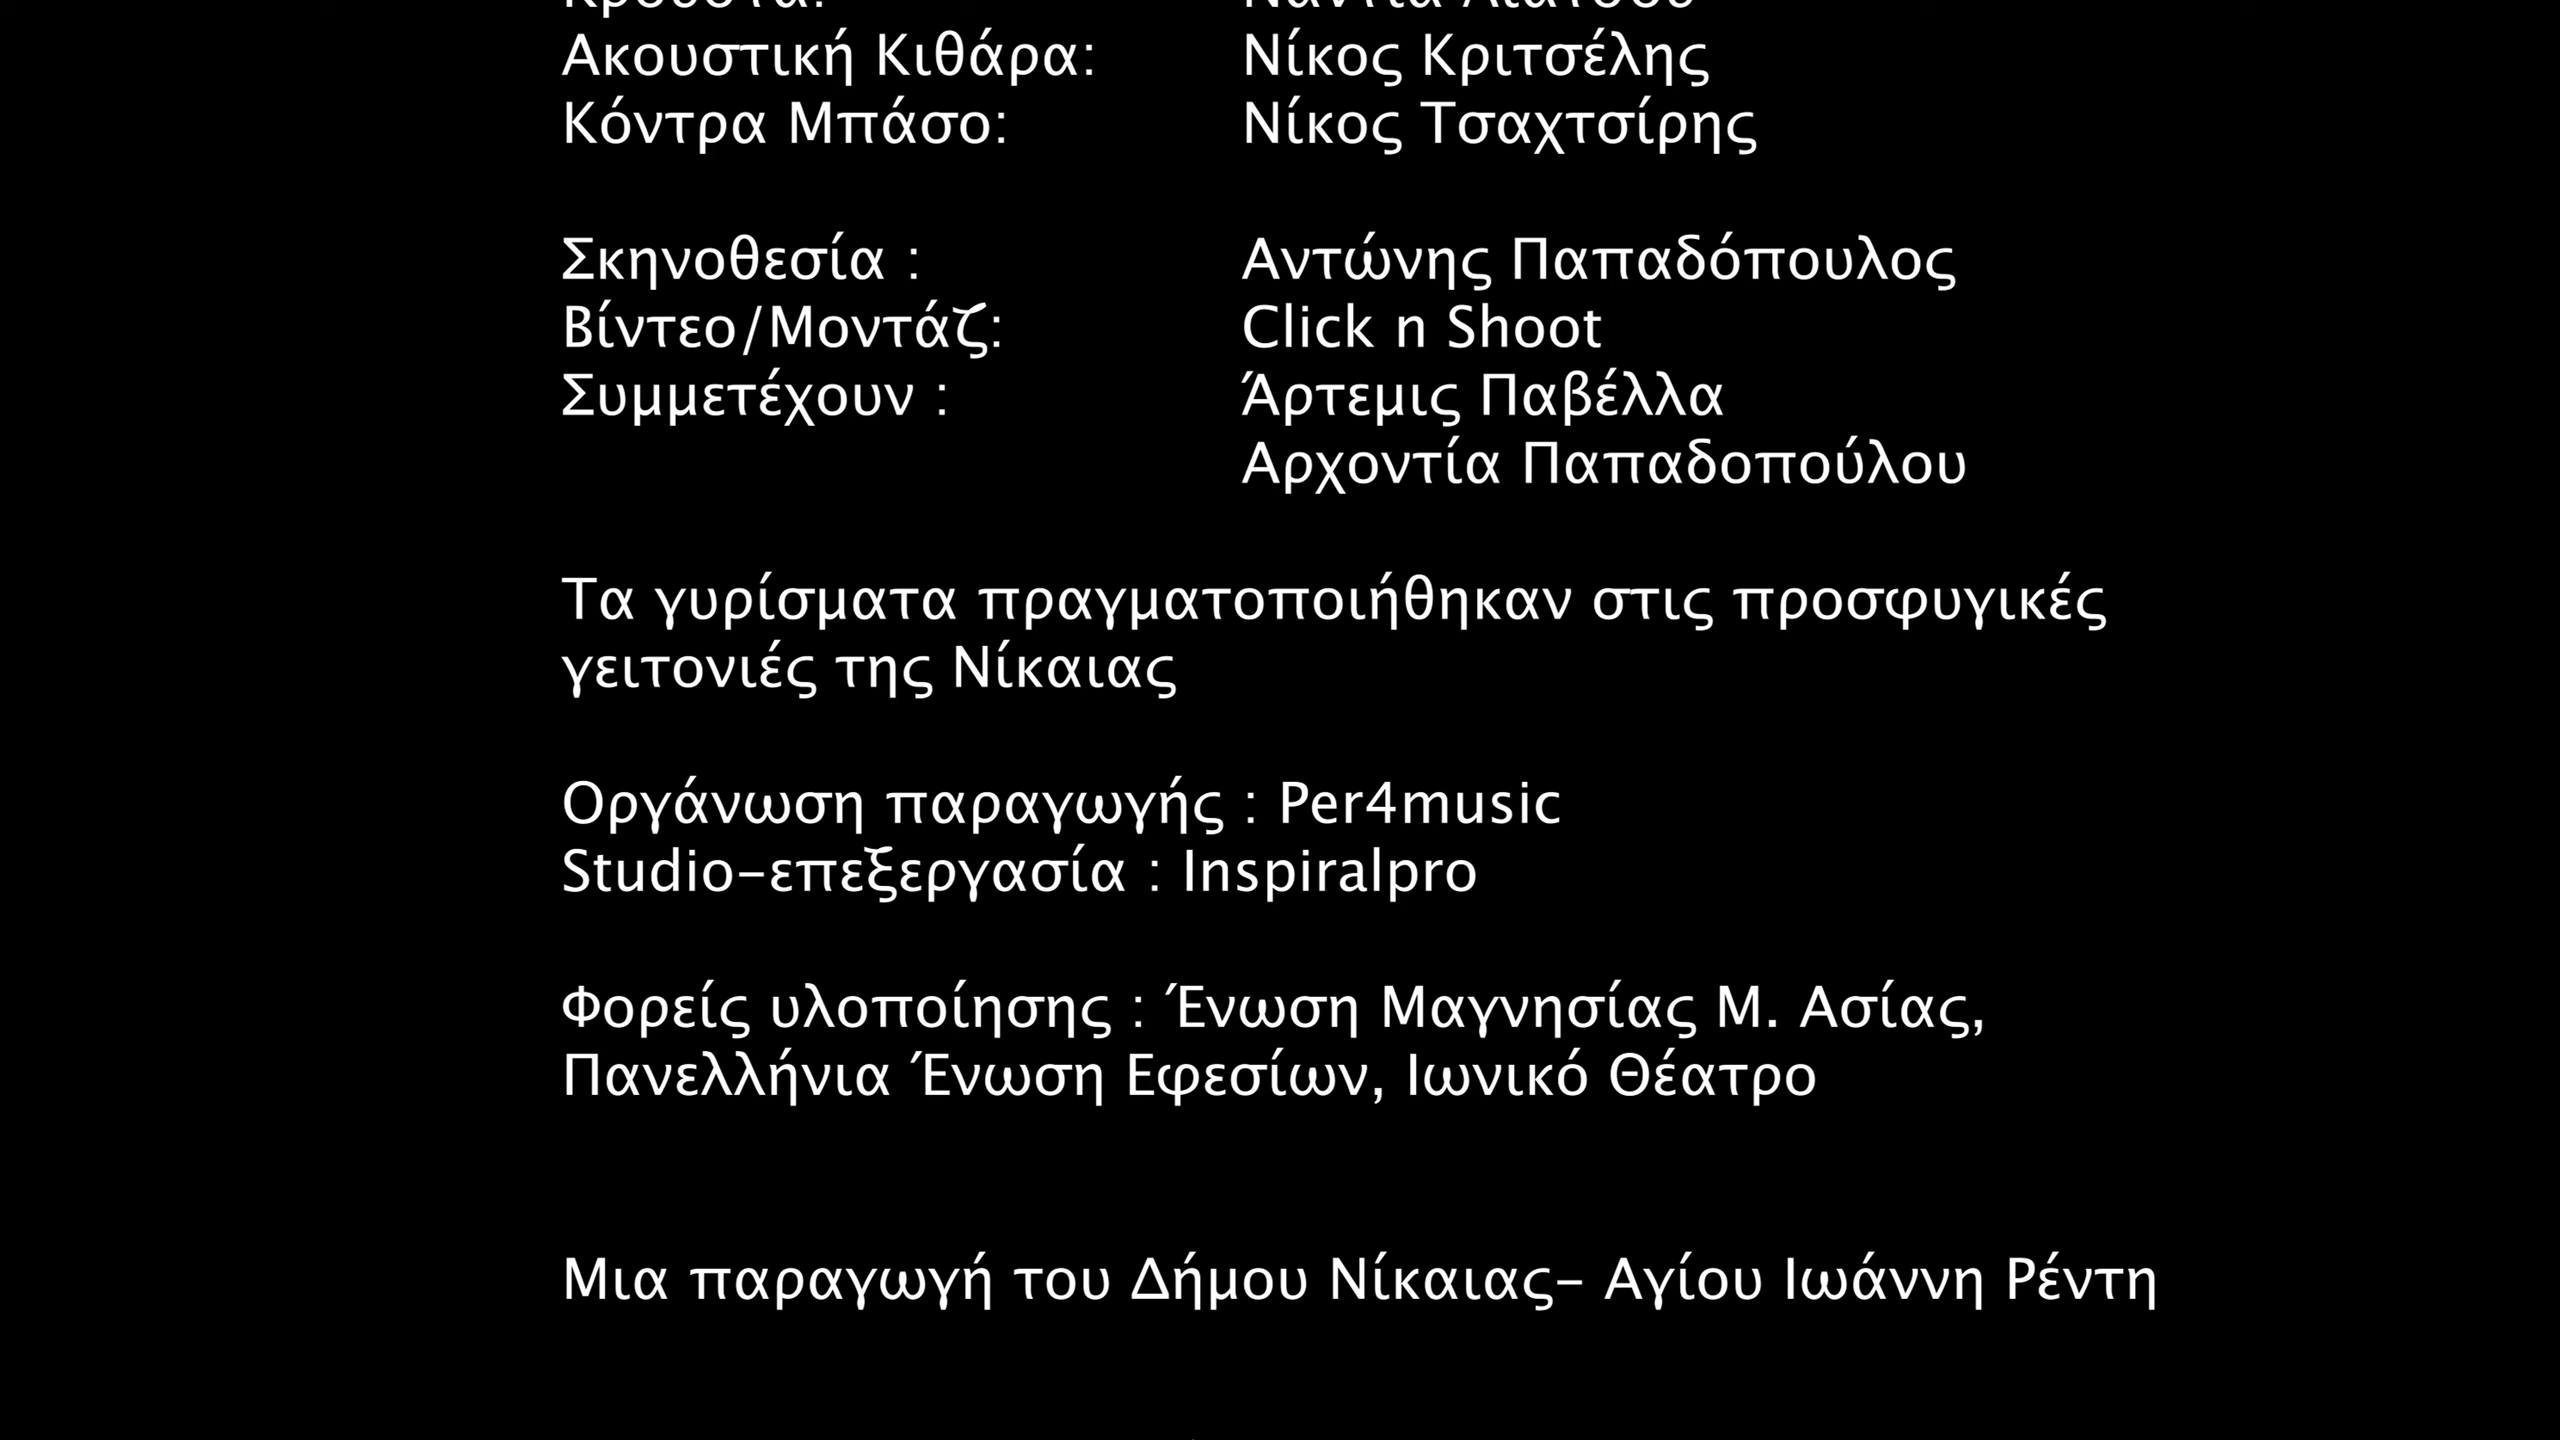 Ακουστική Κιθάρα: Νίκος Κριτσέλης
Κόντρα Μπάσο: Νίκος Τσαχτσίρης
Σκηνοθεσία : Αντώνης Παπαδόπουλος
Βίντεο/Μοντάζ: Click n Shoot
Συμμετέχουν : Άρτεμις Παβέλλα
Αρχοντία Παπαδοπούλου
Τα γυρίσματα πραγματοποιήθηκαν στις προσφυγικές
γειτονιές της Νίκαιας
Οργάνωση παραγωγής : Per4music
Studio-επεξεργασία : Inspiralpro
Φορείς υλοποίησης : Ένωση Μαγνησίας Μ. Ασίας,
Πανελλήνια Ένωση Εφεσίων, Ιωνικό Θέατρο
Μια παραγωγή του Δήμου Νίκαιας- Αγίου Ιωάννη Ρέντη